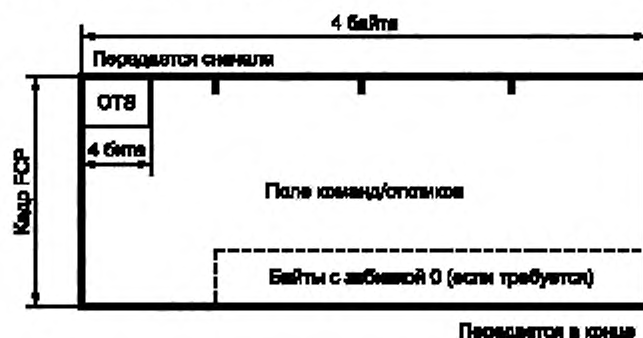 4 байта
Передается сначала
CTS
4 бита
Кадр FCP
Поле команд/откликов
Байты с забивкой 0 (если требуется)
Передается в конце